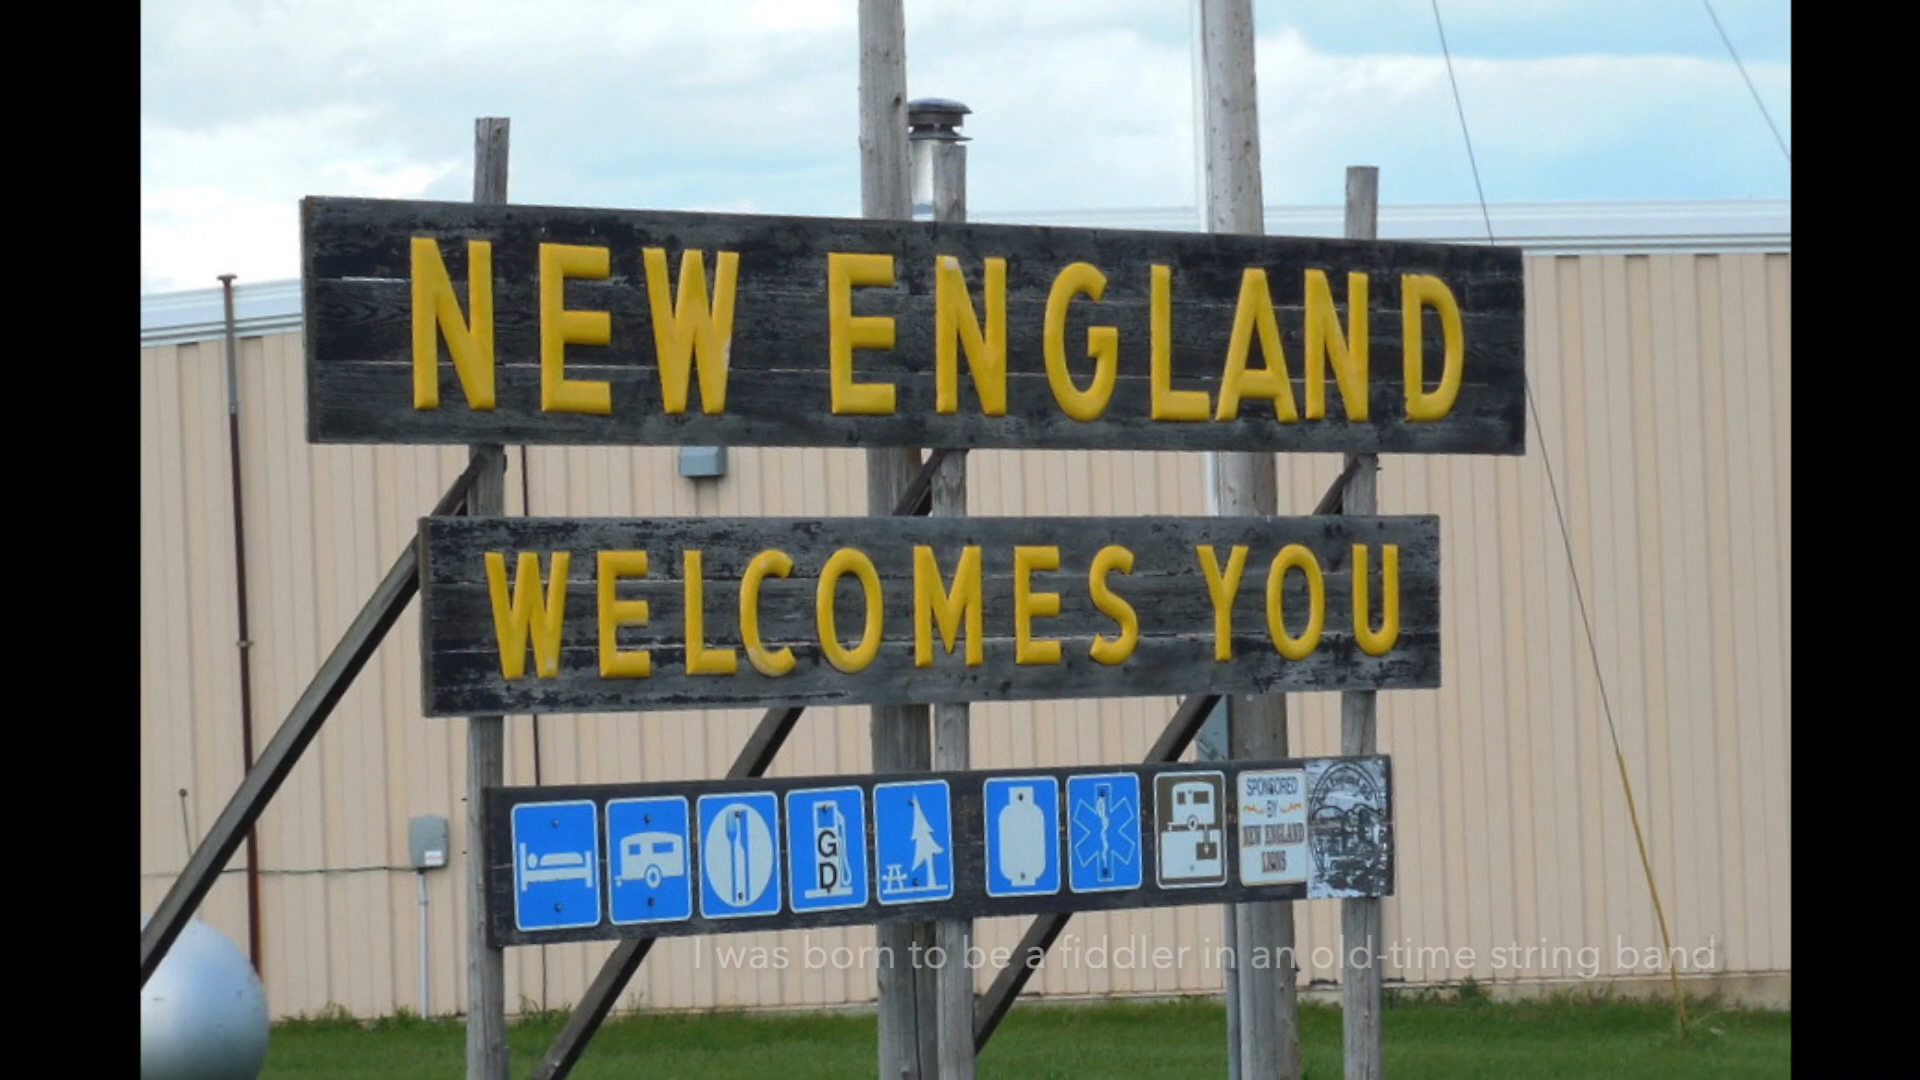 NEW ENGLAND
WELCOMES YOU
G
D
SPONSORED
BY
NEW ENGLAND
LIONS
I was born to be a fiddler in an old-time string band